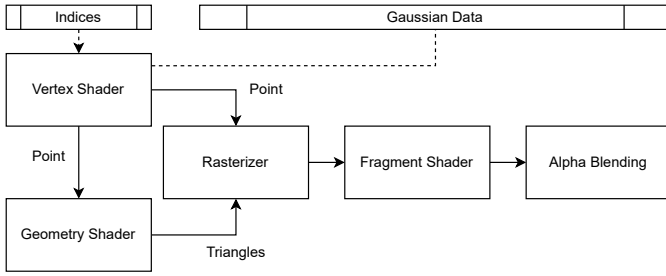 Indices
Gaussian Data
Vertex Shader
Point
Point
Rasterizer
Fragment Shader
Alpha Blending
Geometry Shader
Triangles